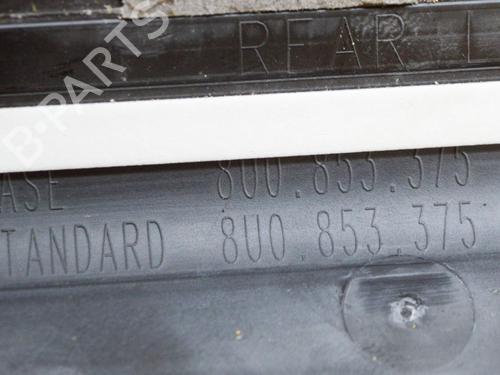 REAR L
ASE 8U0.853.375
TANDARD 8U0.853.375
B-PARTS